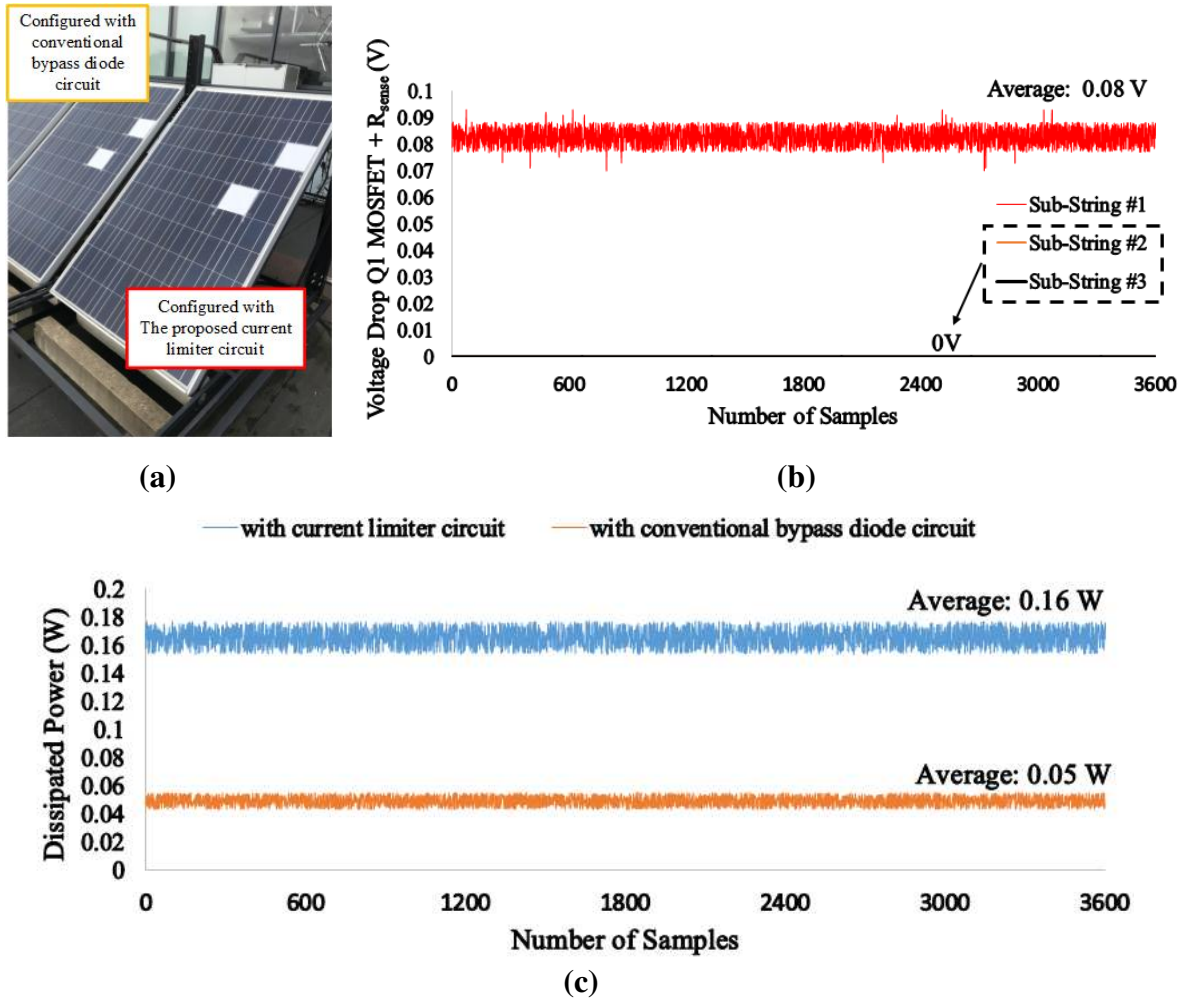 Configured with
conventional
bypass diode
circuit
Configured with
The proposed current
limiter circuit
(a)
Voltage Drop Q1 MOSFET + R_sense (V)
0.1
0.09
0.08
0.07
0.06
0.05
0.04
0.03
0.02
0.01
0
Average: 0.08 V
Sub-String #1
Sub-String #2
Sub-String #3
0V
0 600 1200 1800 2400 3000 3600
Number of Samples
(b)
with current limiter circuit with conventional bypass diode circuit
Dissipated Power (W)
0.2
0.18
0.16
0.14
0.12
0.1
0.08
0.06
0.04
0.02
0
Average: 0.16 W
Average: 0.05 W
0 600 1200 1800 2400 3000 3600
Number of Samples
(c)